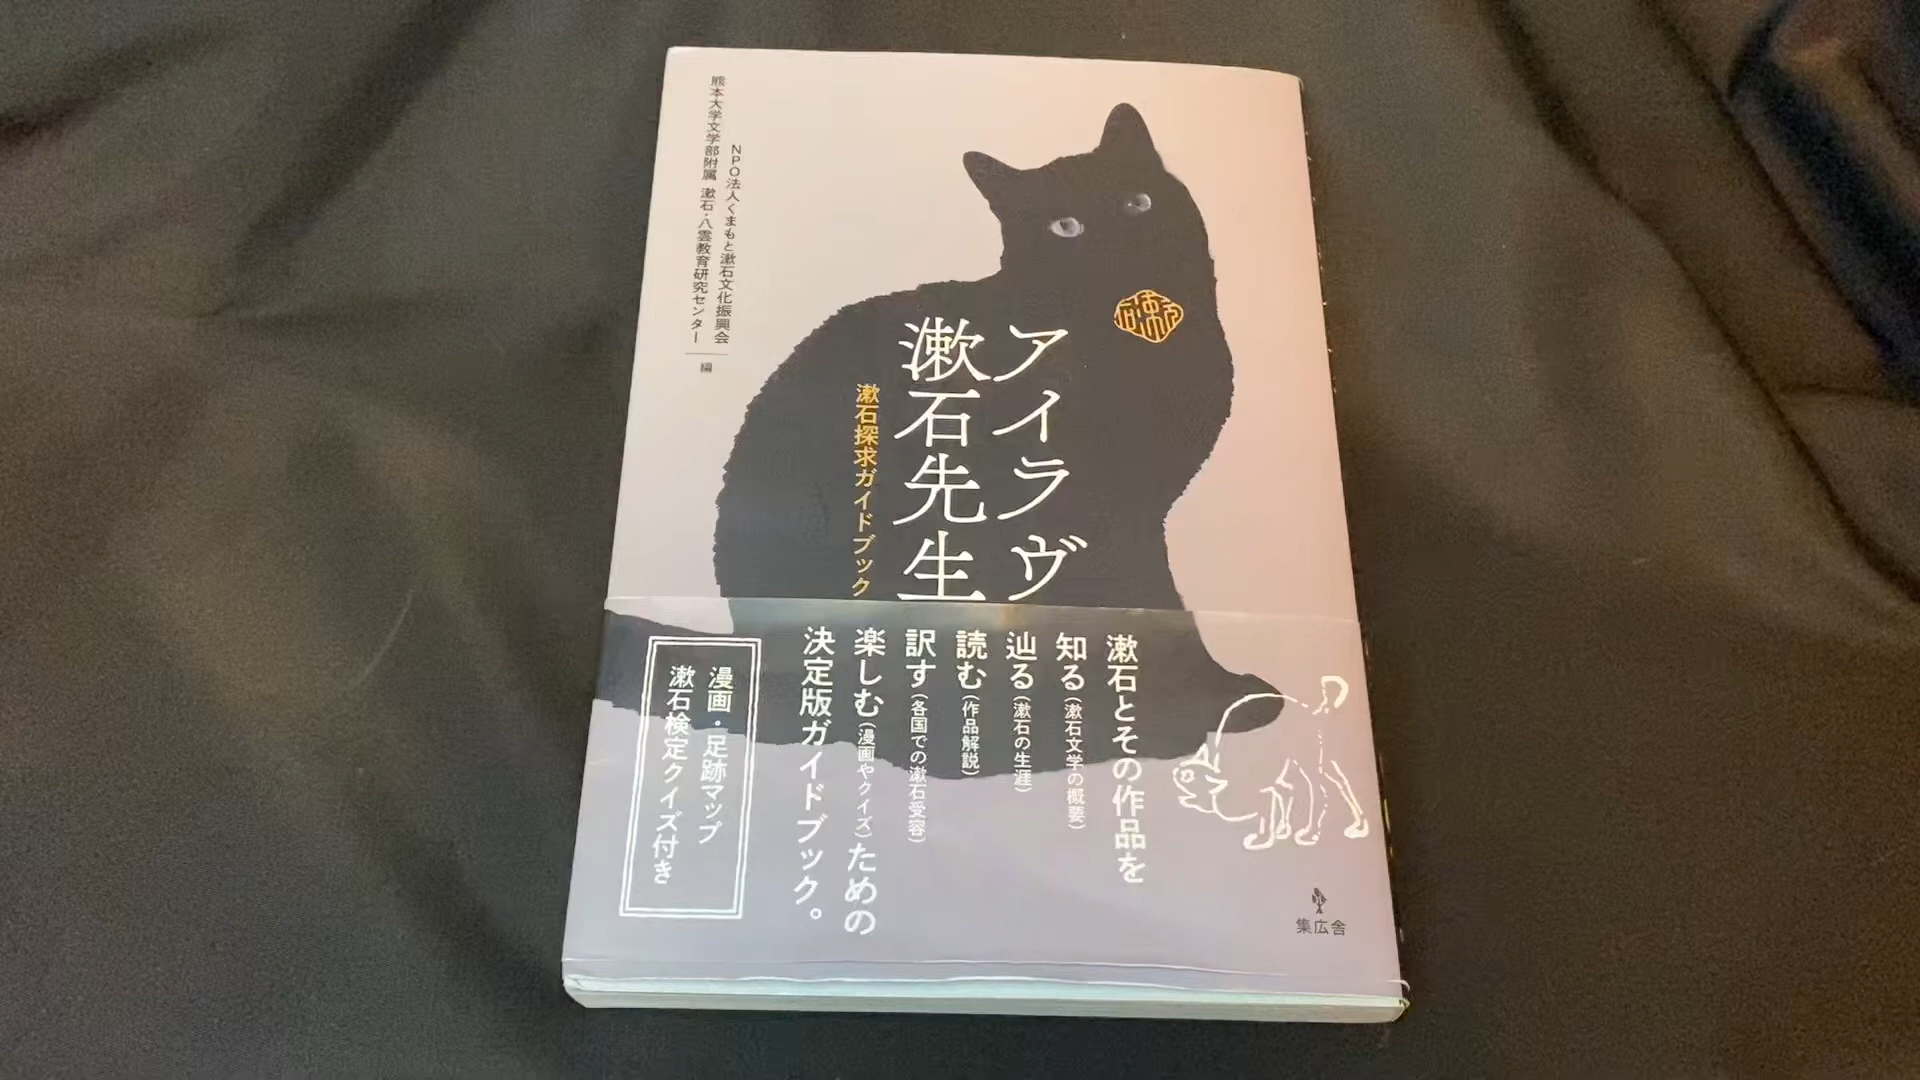 アイラヴ
漱石先生
漱石探求ガイドブック
NPO法人くまもと漱石文化振興会
熊本大学文学部附属 漱石・八雲教育研究センター
編
漱石とその作品を
知る(漱石文学の概要)
辿る(漱石の生涯)
読む(作品解説)
訳す(各国での漱石受容)
楽しむ(漫画やクイズ)ための
決定版ガイドブック。
漫画・足跡マップ
漱石検定クイズ付き
集広舎